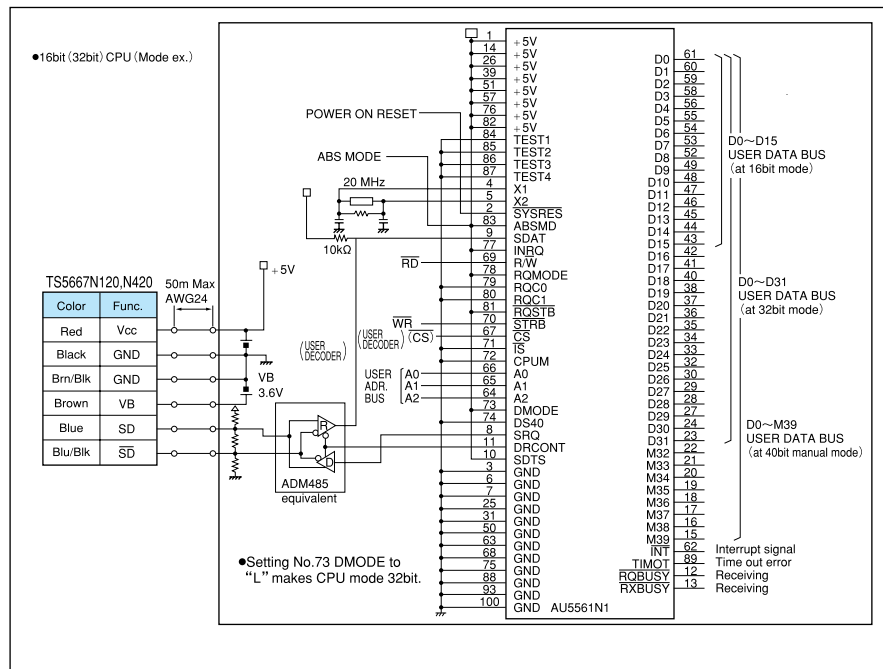 ●16bit (32bit) CPU (Mode ex.)
POWER ON RESET
ABS MODE
20 MHz
10kΩ
RD
WR
(USER DECODER)
(USER DECODER)
(CS)
USER ADR. BUS
A0
A1
A2
1 +5V
14 +5V
26 +5V
39 +5V
51 +5V
57 +5V
76 +5V
82 +5V
84 TEST1
85 TEST2
86 TEST3
87 TEST4
4 X1
5 X2
2 SYSRES
83 ABSMD
9 SDAT
77 INRQ
69 R/W
78 RQMODE
79 RQC0
80 RQC1
81 RQSTB
70 STRB
67 CS
71 IS
72 CPUM
66 A0
65 A1
64 A2
73 DMODE
74 DS40
8 SRQ
11 DRCONT
10 SDTS
3 GND
6 GND
7 GND
25 GND
31 GND
50 GND
63 GND
68 GND
75 GND
88 GND
93 GND
100 GND
AU5561N1
D0 61
D1 60
D2 59
D3 58
D4 56
D5 55
D6 54
D7 53
D8 52
D9 49
D10 48
D11 47
D12 46
D13 45
D14 44
D15 43
D16 42
D17 41
D18 40
D19 38
D20 37
D21 36
D22 35
D23 34
D24 33
D25 32
D26 30
D27 29
D28 28
D29 27
D30 24
D31 23
M32 22
M33 21
M34 20
M35 19
M36 18
M37 17
M38 16
M39 15
INT 62 Interrupt signal
TIMOT 89 Time out error
RQBUSY 12 Receiving
RXBUSY 13 Receiving
D0～D15
USER DATA BUS
(at 16bit mode)
D0～D31
USER DATA BUS
(at 32bit mode)
D0～M39
USER DATA BUS
(at 40bit manual mode)
TS5667N120,N420
50m Max
AWG24
+5V
Color Func.
Red Vcc
Black GND
Brn/Blk GND
Brown VB
Blue SD
Blu/Blk SD
VB
3.6V
R
D
ADM485
equivalent
●Setting No.73 DMODE to
“L” makes CPU mode 32bit.